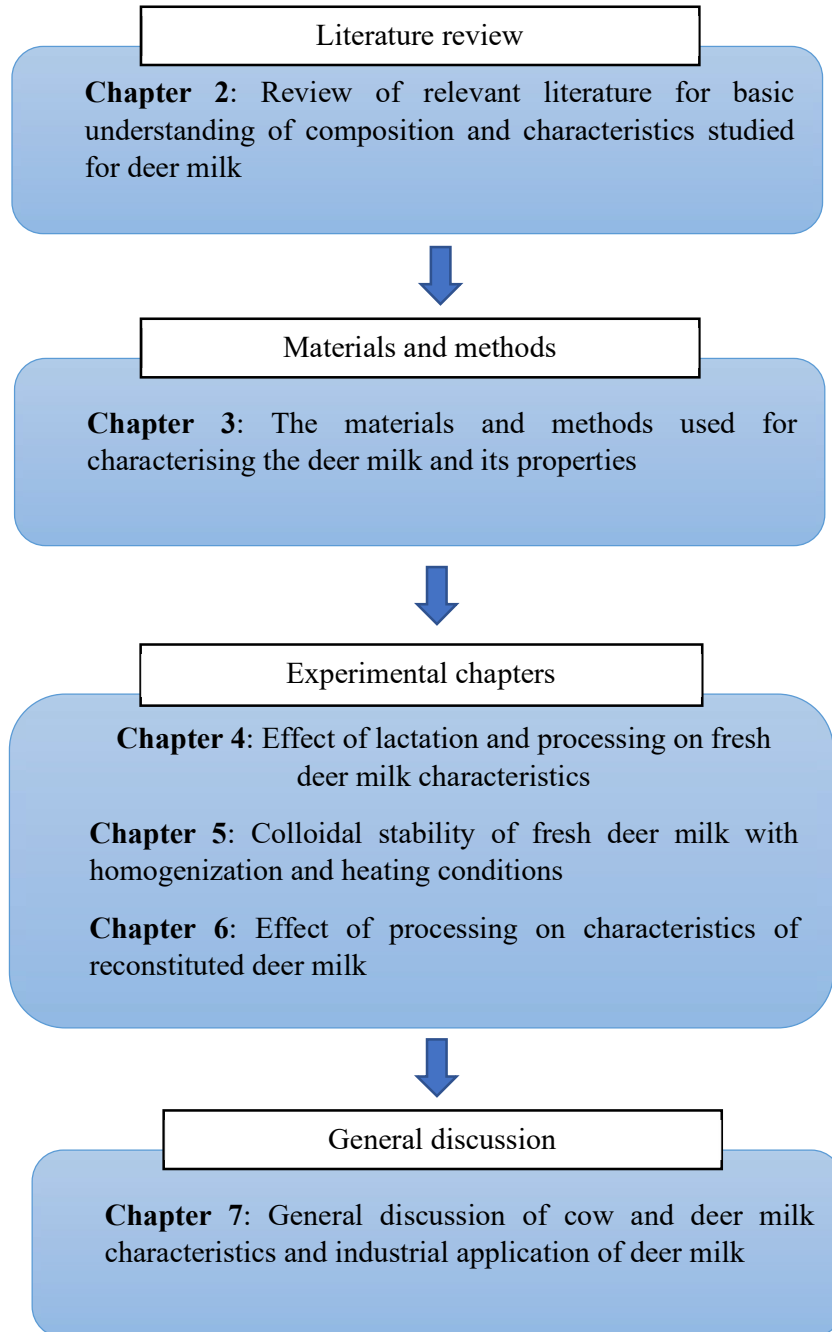 Literature review
Chapter 2: Review of relevant literature for basic
understanding of composition and characteristics studied
for deer milk
Materials and methods
Chapter 3: The materials and methods used for
characterising the deer milk and its properties
Experimental chapters
Chapter 4: Effect of lactation and processing on fresh
deer milk characteristics
Chapter 5: Colloidal stability of fresh deer milk with
homogenization and heating conditions
Chapter 6: Effect of processing on characteristics of
reconstituted deer milk
General discussion
Chapter 7: General discussion of cow and deer milk
characteristics and industrial application of deer milk